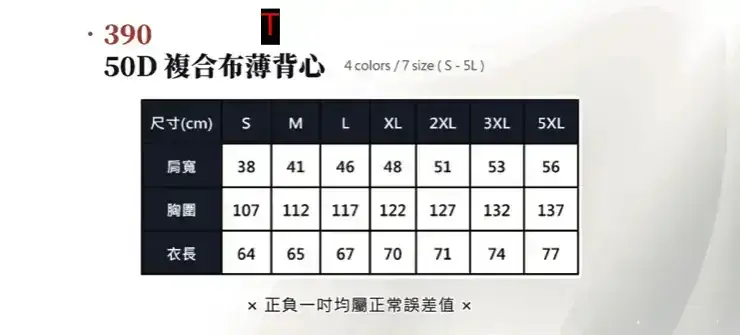 T
· 390
50D 複合布薄背心 4 colors / 7 size ( S - 5L )
尺寸(cm) S M L XL 2XL 3XL 5XL
肩寬 38 41 46 48 51 53 56
胸圍 107 112 117 122 127 132 137
衣長 64 65 67 70 71 74 77
× 正負一吋均屬正常誤差值 ×